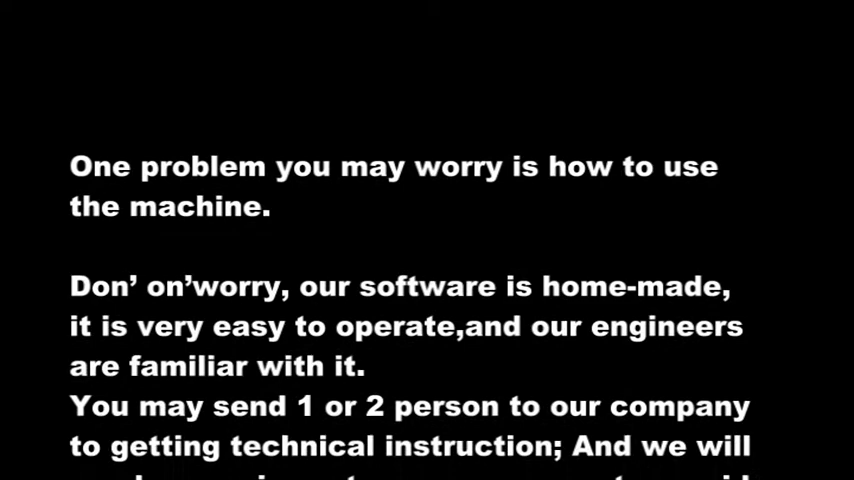 One problem you may worry is how to use
the machine.
Don’ on’worry, our software is home-made,
it is very easy to operate,and our engineers
are familiar with it.
You may send 1 or 2 person to our company
to getting technical instruction; And we will